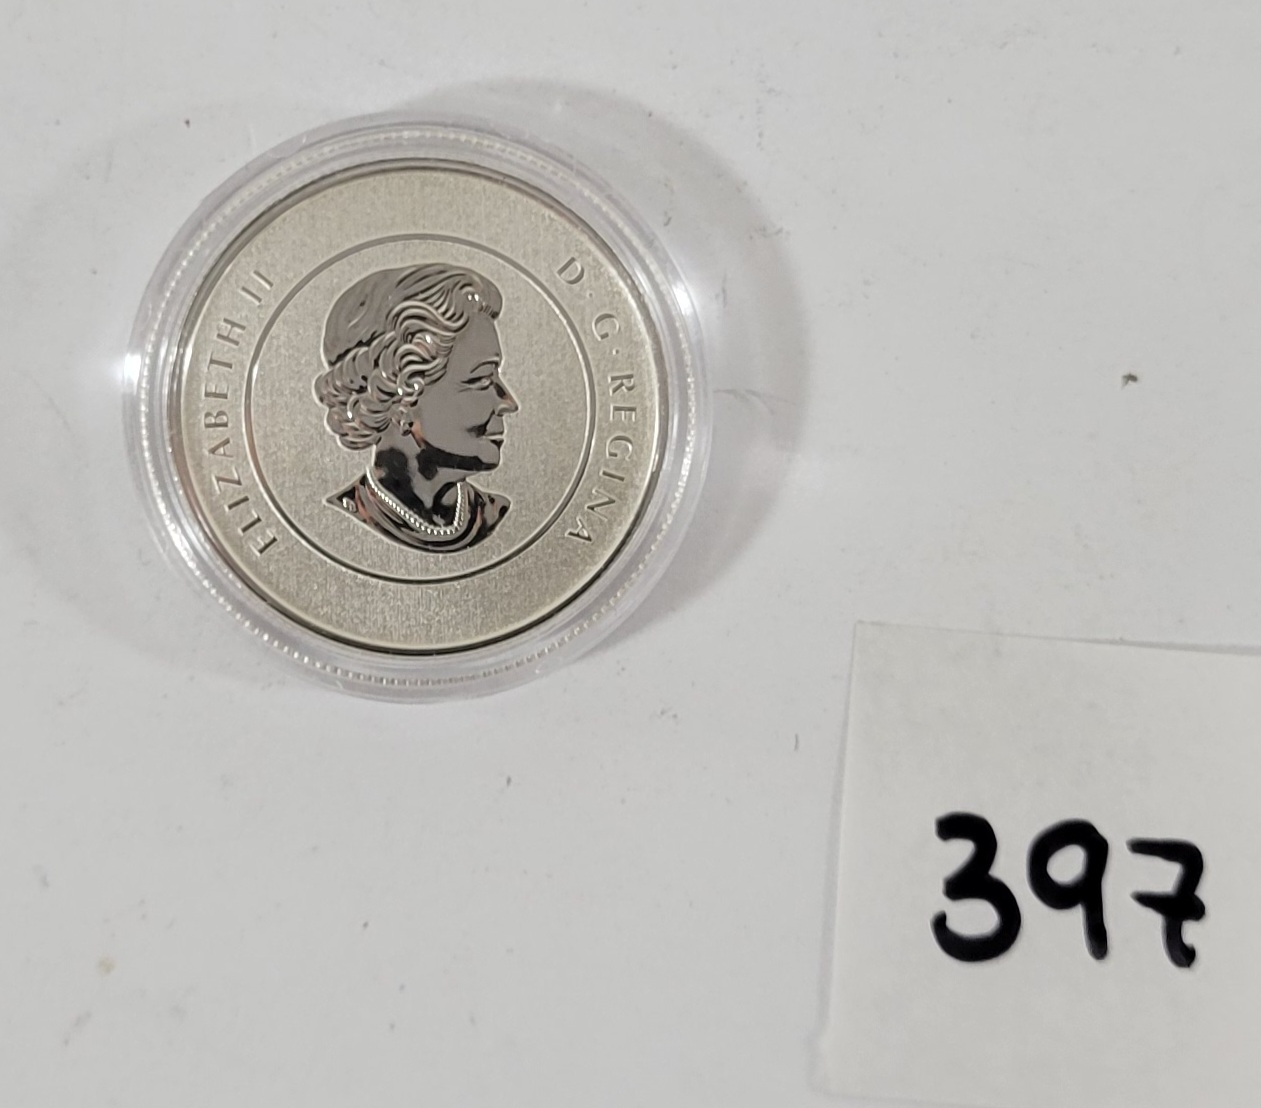 ELIZABETH II D·G·REGINA
397